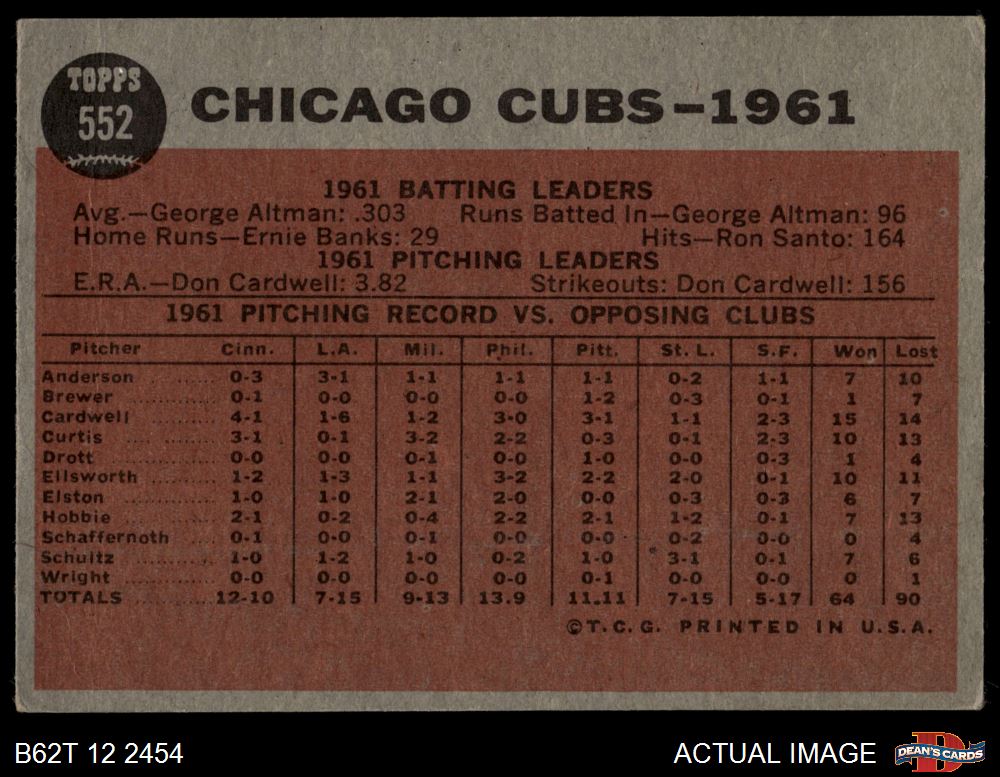 TOPPS
552
CHICAGO CUBS–1961
1961 BATTING LEADERS
Avg.—George Altman: .303 Runs Batted In—George Altman: 96
Home Runs—Ernie Banks: 29 Hits—Ron Santo: 164
1961 PITCHING LEADERS
E.R.A.—Don Cardwell: 3.82 Strikeouts: Don Cardwell: 156
1961 PITCHING RECORD VS. OPPOSING CLUBS
Pitcher Cinn. L.A. Mil. Phil. Pitt. St. L. S.F. Won Lost
Anderson ...... 0-3 3-1 1-1 1-1 1-1 0-2 1-1 7 10
Brewer ............. 0-1 0-0 0-0 0-0 1-2 0-3 0-1 1 7
Cardwell .......... 4-1 1-6 1-2 3-0 3-1 1-1 2-3 15 14
Curtis .... .......... 3-1 0-1 3-2 2-2 0-3 0-1 2-3 10 13
Drott ................ 0-0 0-0 0-1 0-0 1-0 0-0 0-3 1 4
Ellsworth .......... 1-2 1-3 1-1 3-2 2-2 2-0 0-1 10 11
Elston ... .......... 1-0 1-0 2-1 2-0 0-0 0-3 0-3 6 7
Hobbie ... ......... 2-1 0-2 0-4 2-2 2-1 1-2 0-1 7 13
Schaffernoth ...... 0-1 0-0 0-1 0-0 0-0 0-2 0-0 0 4
Schultz ... ......... 1-0 1-2 1-0 0-2 1-0 3-1 0-1 7 6
Wright ... .......... 0-0 0-0 0-0 0-0 0-1 0-0 0-0 0 1
TOTALS ............ 12-10 7-15 9-13 13.9 11.11 7-15 5-17 64 90
©T.C.G. PRINTED IN U.S.A.
B62T 12 2454 ACTUAL IMAGE
D
DEAN'S CARDS